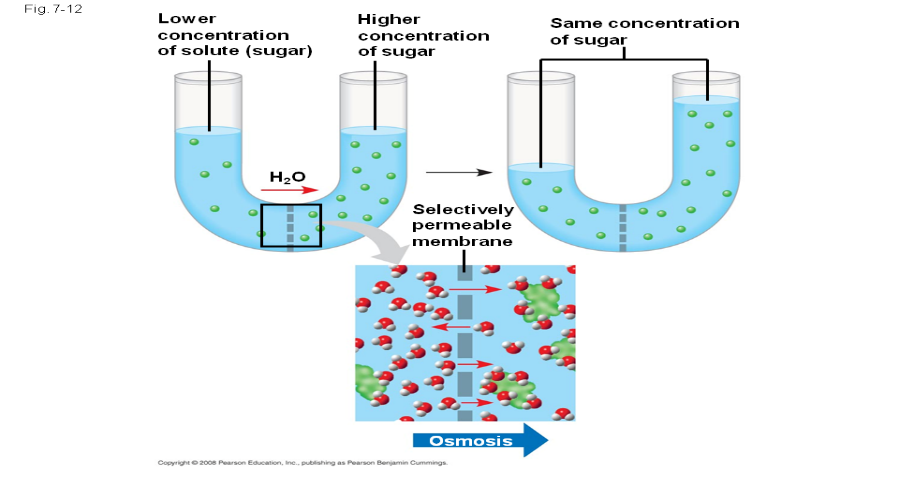 Fig. 7-12
Lower
concentration
of solute (sugar)
Higher
concentration
of sugar
Same concentration
of sugar
H2O
Selectively
permeable
membrane
Osmosis
Copyright © 2008 Pearson Education, Inc., publishing as Pearson Benjamin Cummings.